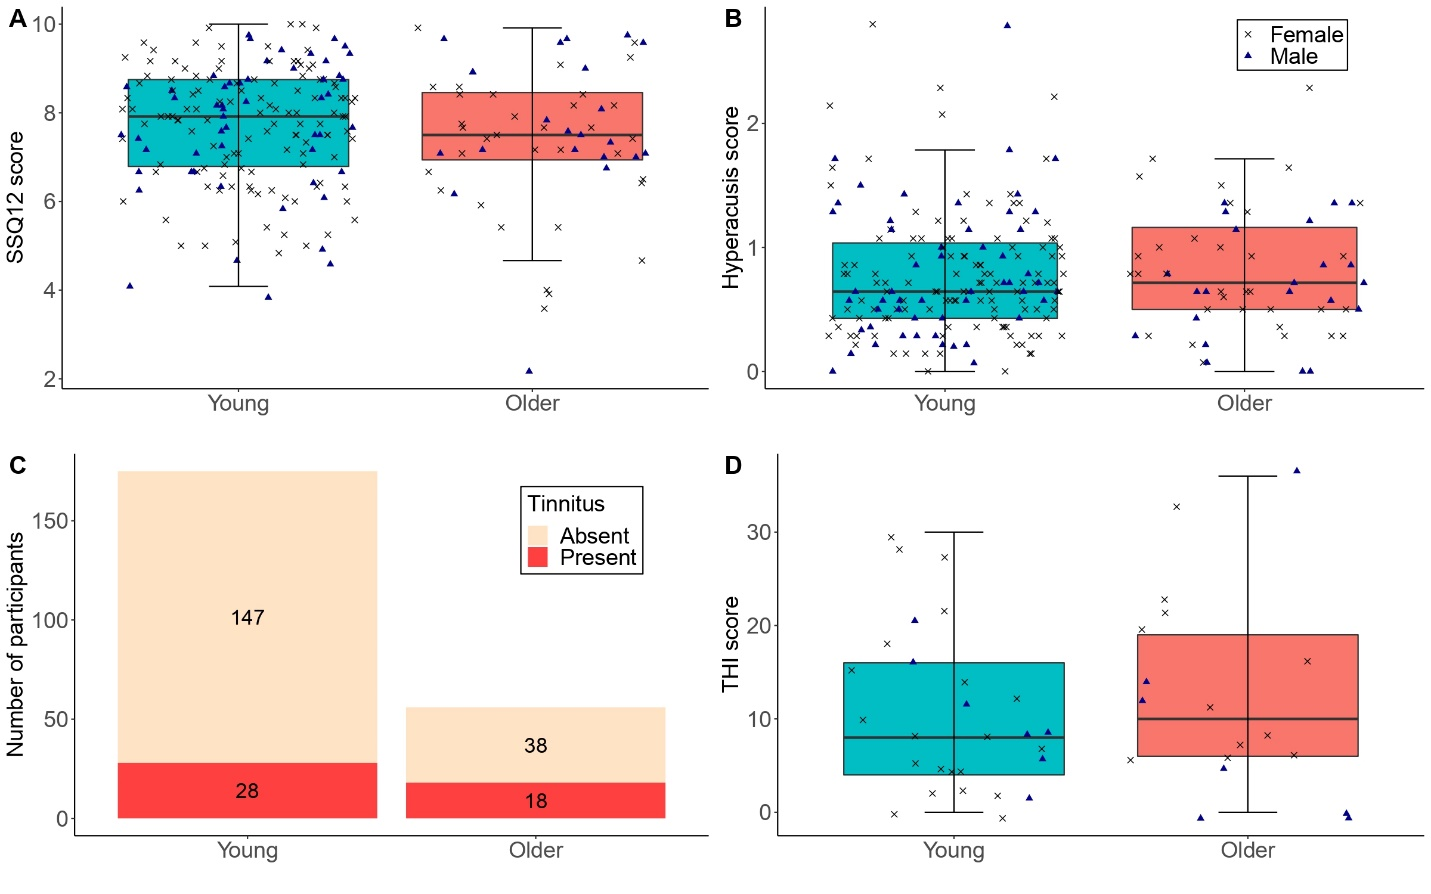 A
SSQ12 score
10
8
6
4
2
Young
Older
B
Hyperacusis score
2
1
0
Female
Male
Young
Older
C
Number of participants
150
100
50
0
147
28
38
18
Tinnitus
Absent
Present
Young
Older
D
THI score
30
20
10
0
Young
Older